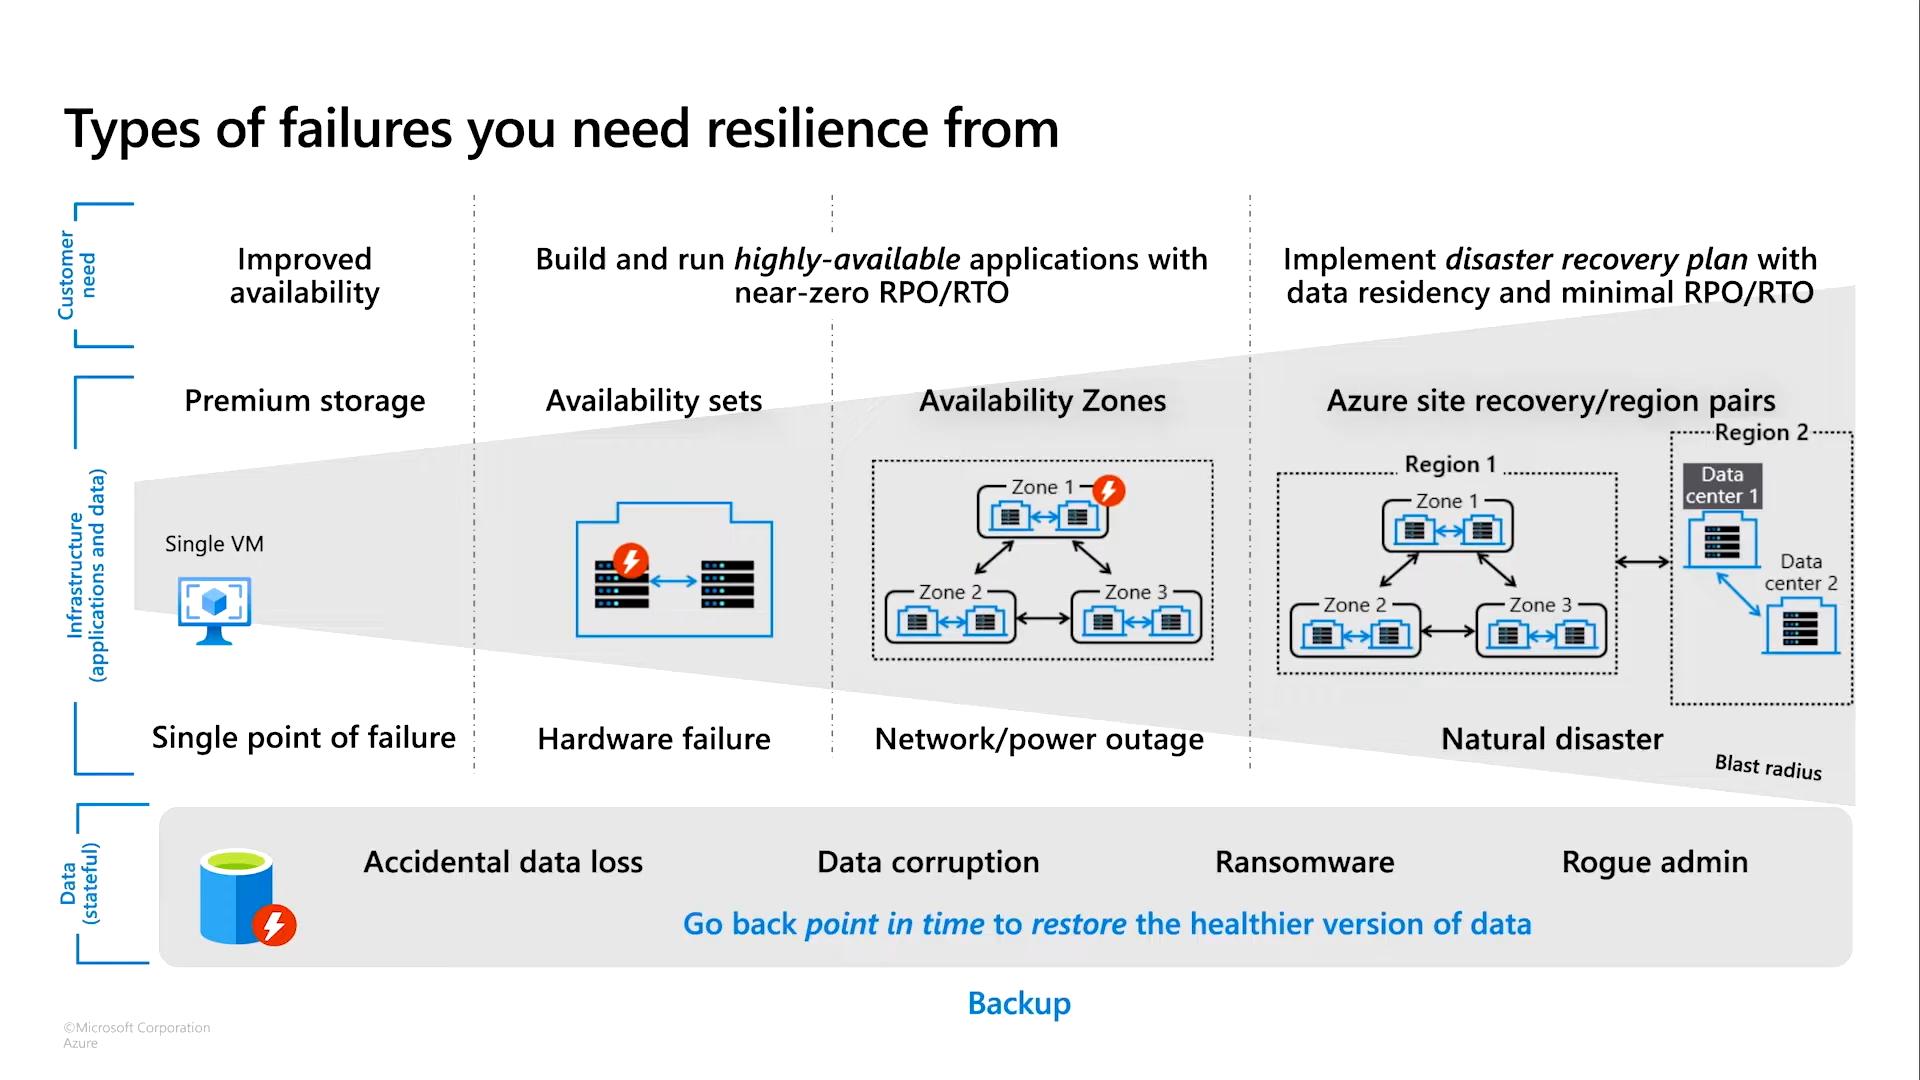 Types of failures you need resilience from
Customer
need
Improved
availability
Build and run highly-available applications with
near-zero RPO/RTO
Implement disaster recovery plan with
data residency and minimal RPO/RTO
Infrastructure
(applications and data)
Premium storage
Availability sets
Availability Zones
Azure site recovery/region pairs
Single VM
Zone 1
Zone 2
Zone 3
Region 1
Zone 1
Zone 2
Zone 3
Region 2
Data
center 1
Data
center 2
Single point of failure
Hardware failure
Network/power outage
Natural disaster
Blast radius
Data
(stateful)
Accidental data loss
Data corruption
Ransomware
Rogue admin
Go back point in time to restore the healthier version of data
Backup
©Microsoft Corporation
Azure